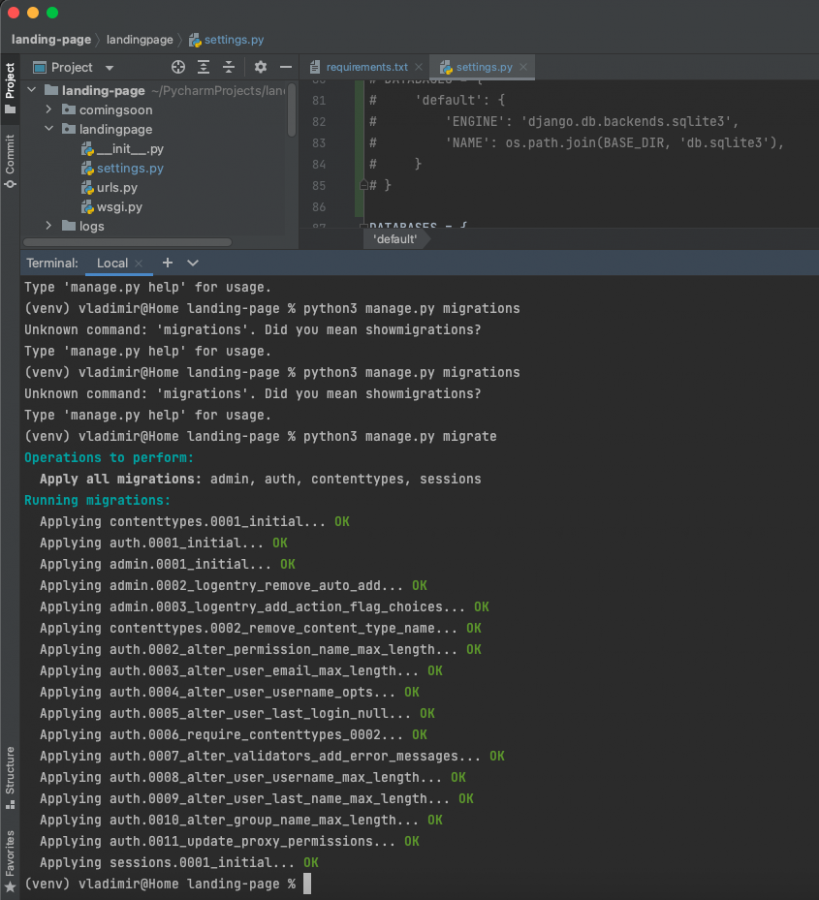 landing-page landingpage settings.py
Project
Commit
Structure
Favorites
Project
landing-page ~/PycharmProjects/lan
comingsoon
landingpage
__init__.py
settings.py
urls.py
wsgi.py
logs
requirements.txt settings.py
80 # DATABASES = {
81 #     'default': {
82 #         'ENGINE': 'django.db.backends.sqlite3',
83 #         'NAME': os.path.join(BASE_DIR, 'db.sqlite3'),
84 #     }
85 # }
86
87 DATABASES = {
'default'
Terminal: Local
Type 'manage.py help' for usage.
(venv) vladimir@Home landing-page % python3 manage.py migrations
Unknown command: 'migrations'. Did you mean showmigrations?
Type 'manage.py help' for usage.
(venv) vladimir@Home landing-page % python3 manage.py migrations
Unknown command: 'migrations'. Did you mean showmigrations?
Type 'manage.py help' for usage.
(venv) vladimir@Home landing-page % python3 manage.py migrate
Operations to perform:
  Apply all migrations: admin, auth, contenttypes, sessions
Running migrations:
  Applying contenttypes.0001_initial... OK
  Applying auth.0001_initial... OK
  Applying admin.0001_initial... OK
  Applying admin.0002_logentry_remove_auto_add... OK
  Applying admin.0003_logentry_add_action_flag_choices... OK
  Applying contenttypes.0002_remove_content_type_name... OK
  Applying auth.0002_alter_permission_name_max_length... OK
  Applying auth.0003_alter_user_email_max_length... OK
  Applying auth.0004_alter_user_username_opts... OK
  Applying auth.0005_alter_user_last_login_null... OK
  Applying auth.0006_require_contenttypes_0002... OK
  Applying auth.0007_alter_validators_add_error_messages... OK
  Applying auth.0008_alter_user_username_max_length... OK
  Applying auth.0009_alter_user_last_name_max_length... OK
  Applying auth.0010_alter_group_name_max_length... OK
  Applying auth.0011_update_proxy_permissions... OK
  Applying sessions.0001_initial... OK
(venv) vladimir@Home landing-page %